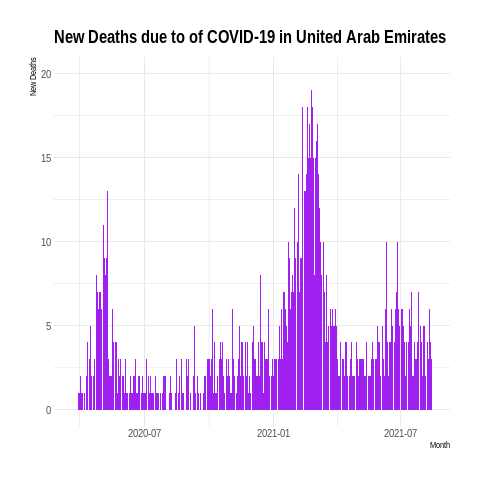 New Deaths due to of COVID-19 in United Arab Emirates
New Deaths
20
15
10
5
0
2020-07
2021-01
2021-07
Month